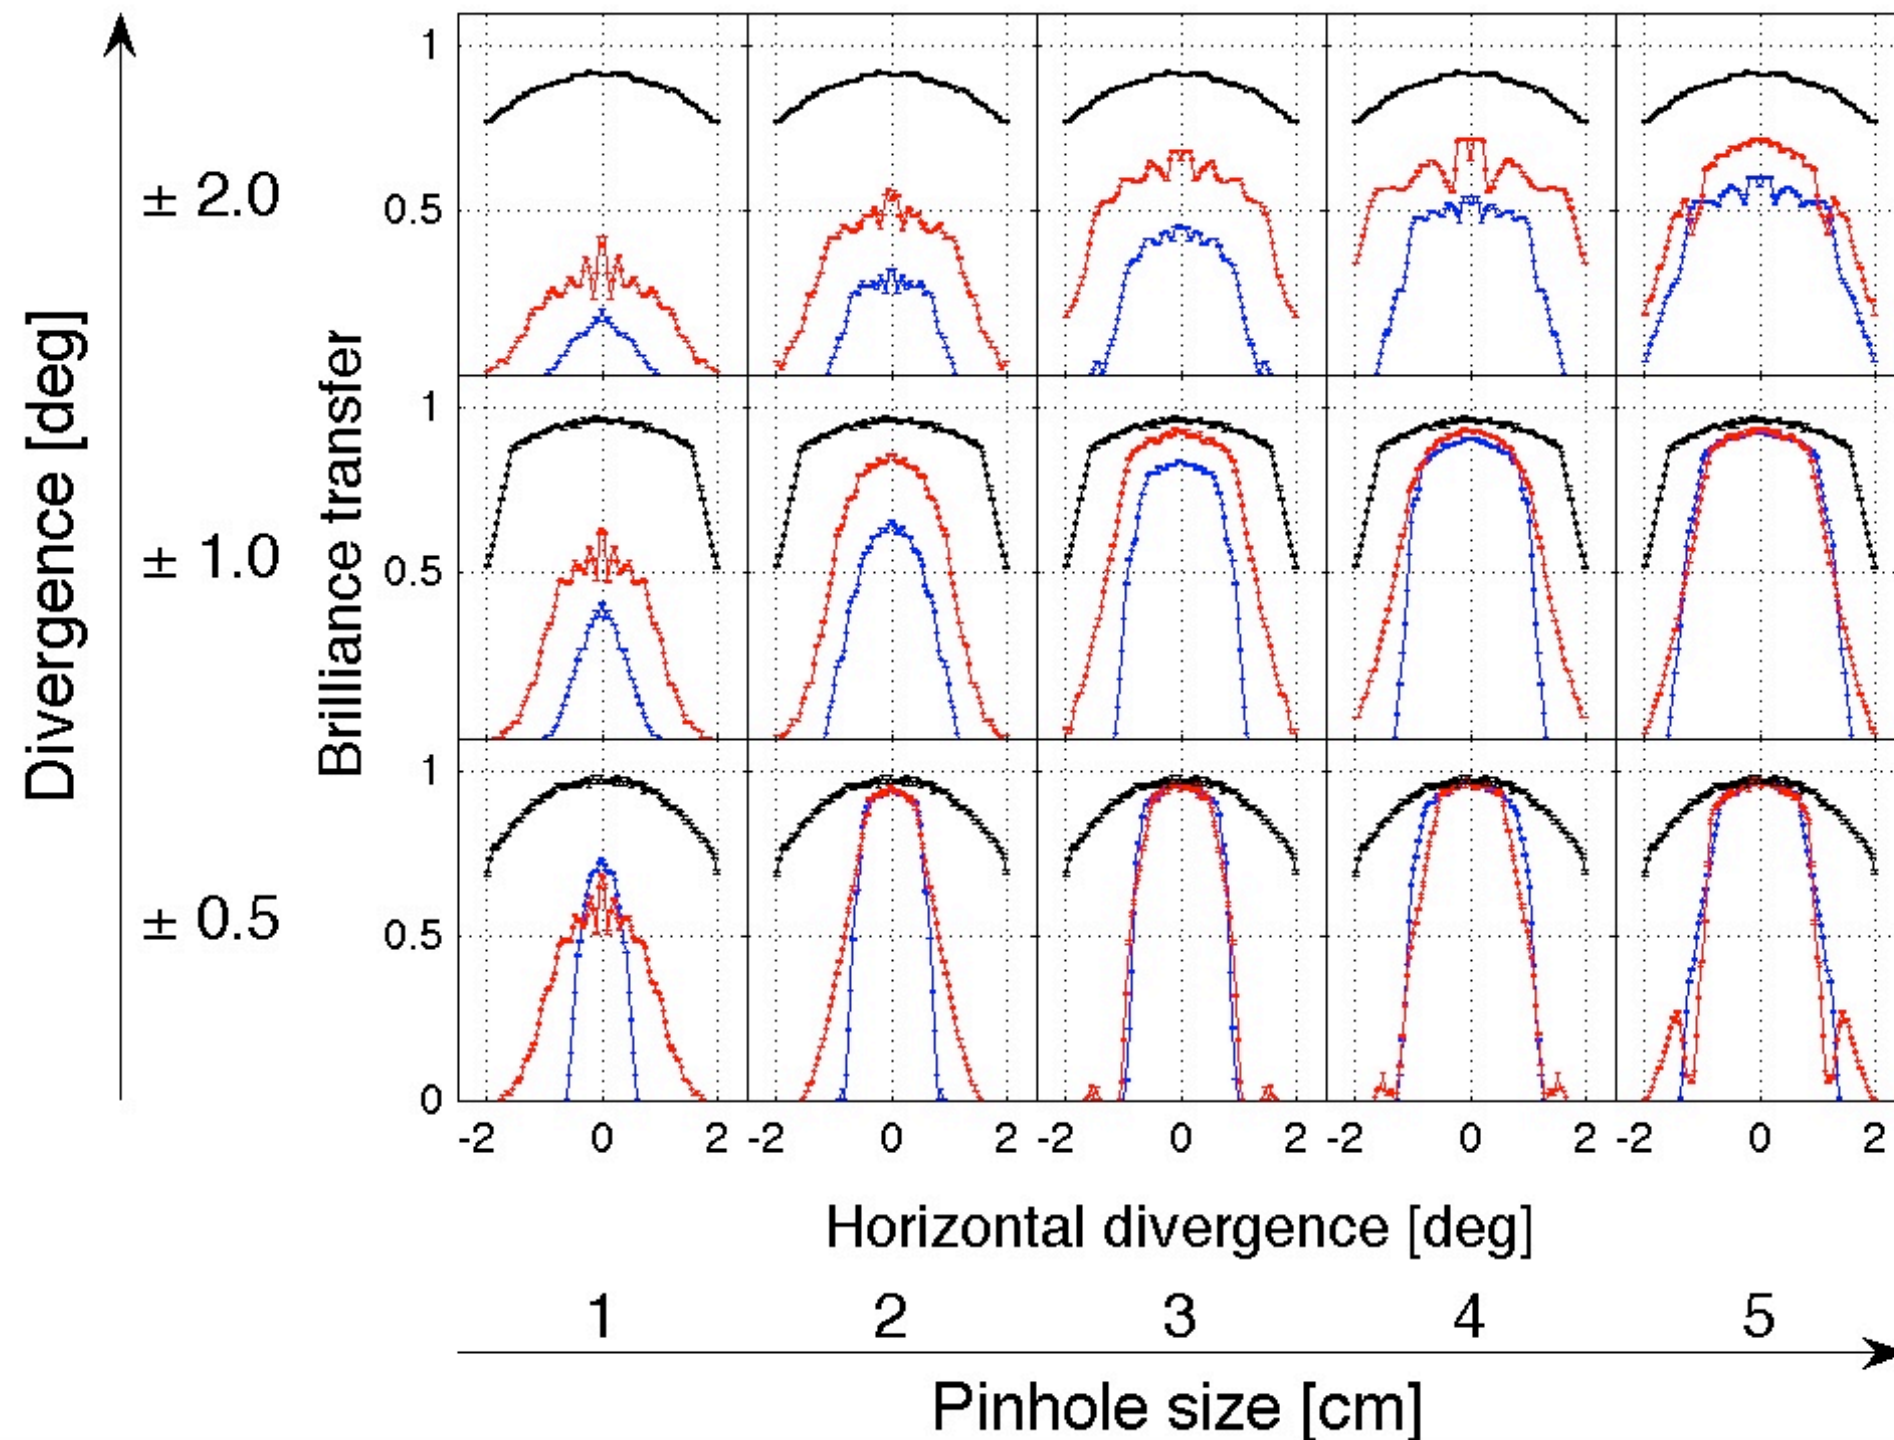 Divergence [deg]
± 2.0
± 1.0
± 0.5
Brilliance transfer
1
0.5
1
0.5
1
0.5
0
-2 0 2 -2 0 2 -2 0 2 -2 0 2 -2 0 2
Horizontal divergence [deg]
1 2 3 4 5
Pinhole size [cm]